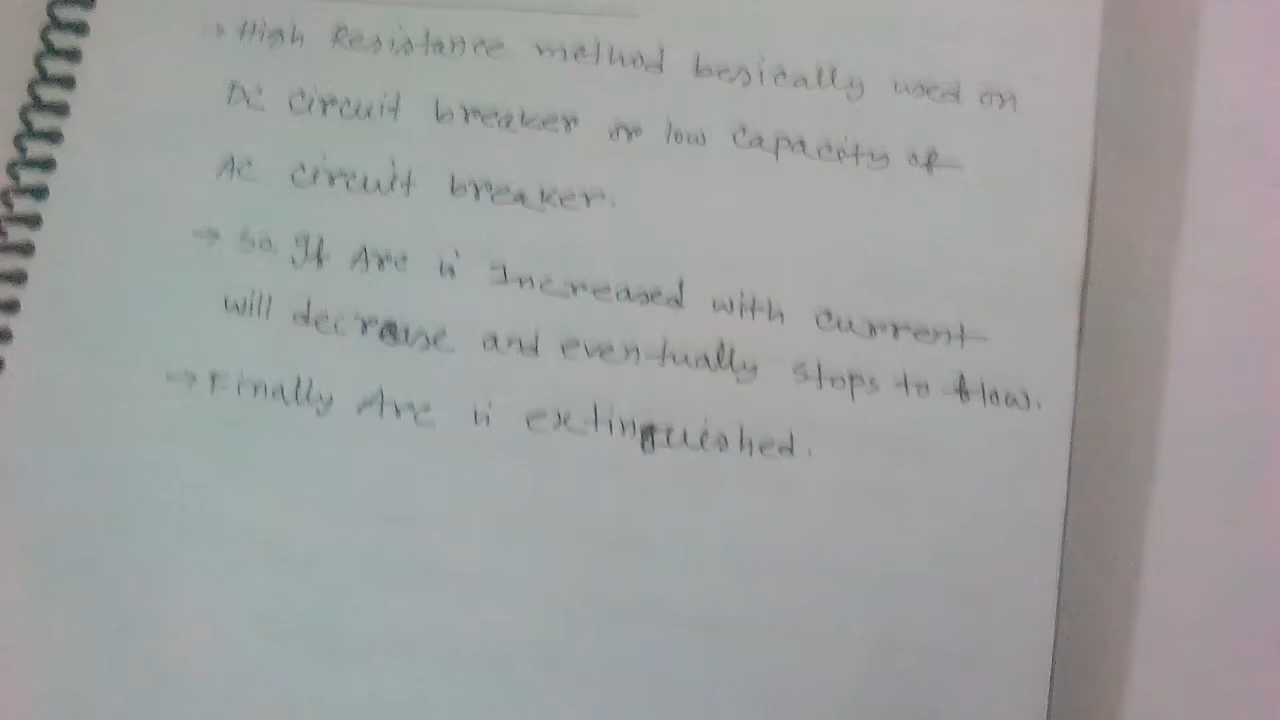 → High Resistance method besically used on
DC circuit breaker or low capacity of
AC circuit breaker.
→ so If Arc is Increased with current
will decrease and eventually stops to flow.
→ Finally Arc is extinguished.